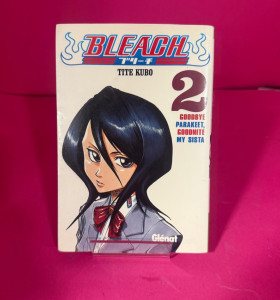 BLEACH
ブリーチ
TITE KUBO
2
GOODBYE
PARAKEET,
GOODNITE
MY SISTA
Glénat